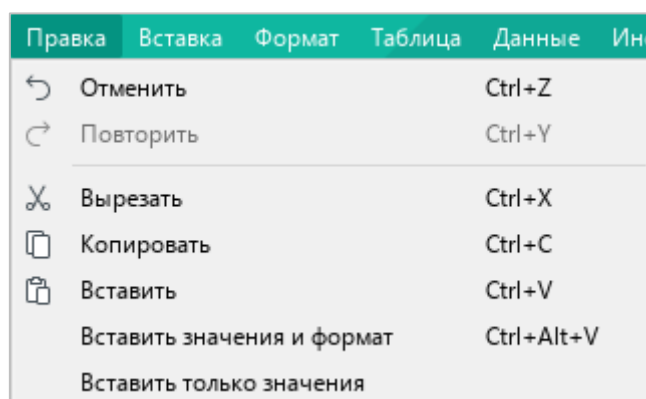 Правка Вставка Формат Таблица Данные
Отменить Ctrl+Z
Повторить Ctrl+Y
Вырезать Ctrl+X
Копировать Ctrl+C
Вставить Ctrl+V
Вставить значения и формат Ctrl+Alt+V
Вставить только значения